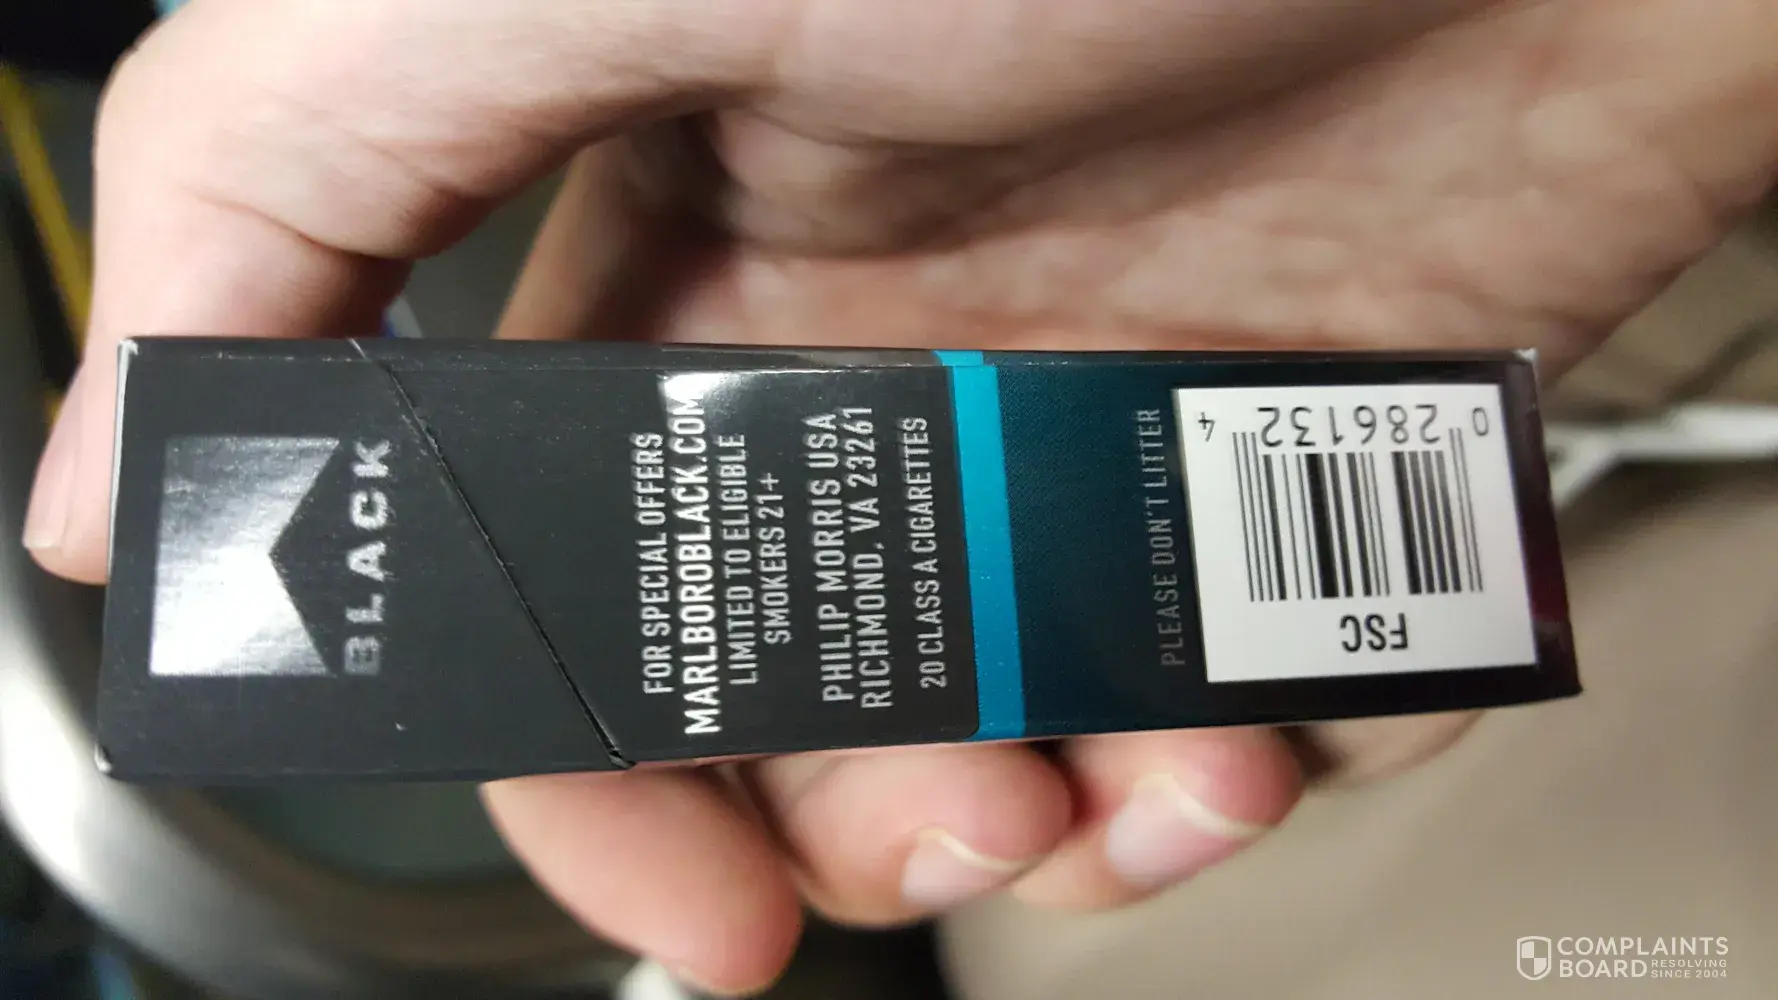 BLACK
FOR SPECIAL OFFERS
MARLBOROBLACK.COM
LIMITED TO ELIGIBLE
SMOKERS 21+
PHILIP MORRIS USA
RICHMOND, VA 23261
20 CLASS A CIGARETTES
PLEASE DON'T LITTER
FSC
0 286132 4
COMPLAINTS
BOARD RESOLVING
SINCE 2004